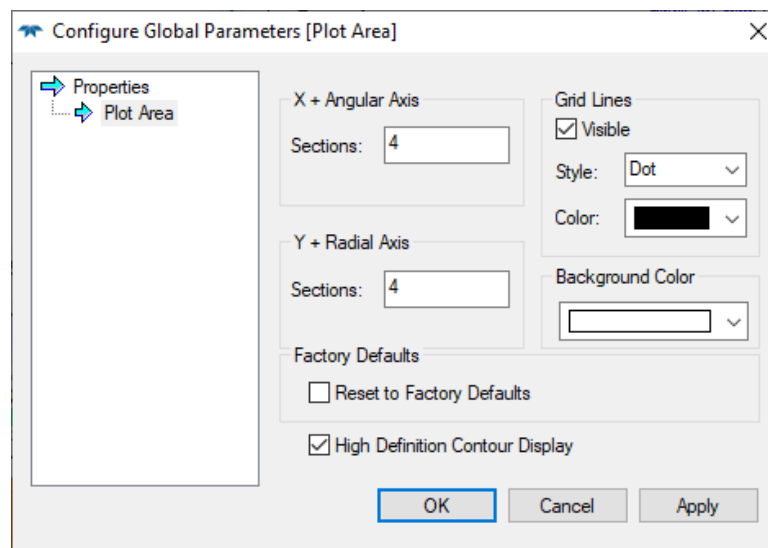 Configure Global Parameters [Plot Area]
Properties
Plot Area
X + Angular Axis
Sections: 4
Grid Lines
Visible
Style: Dot
Color:
Y + Radial Axis
Sections: 4
Background Color
Factory Defaults
Reset to Factory Defaults
High Definition Contour Display
OK Cancel Apply